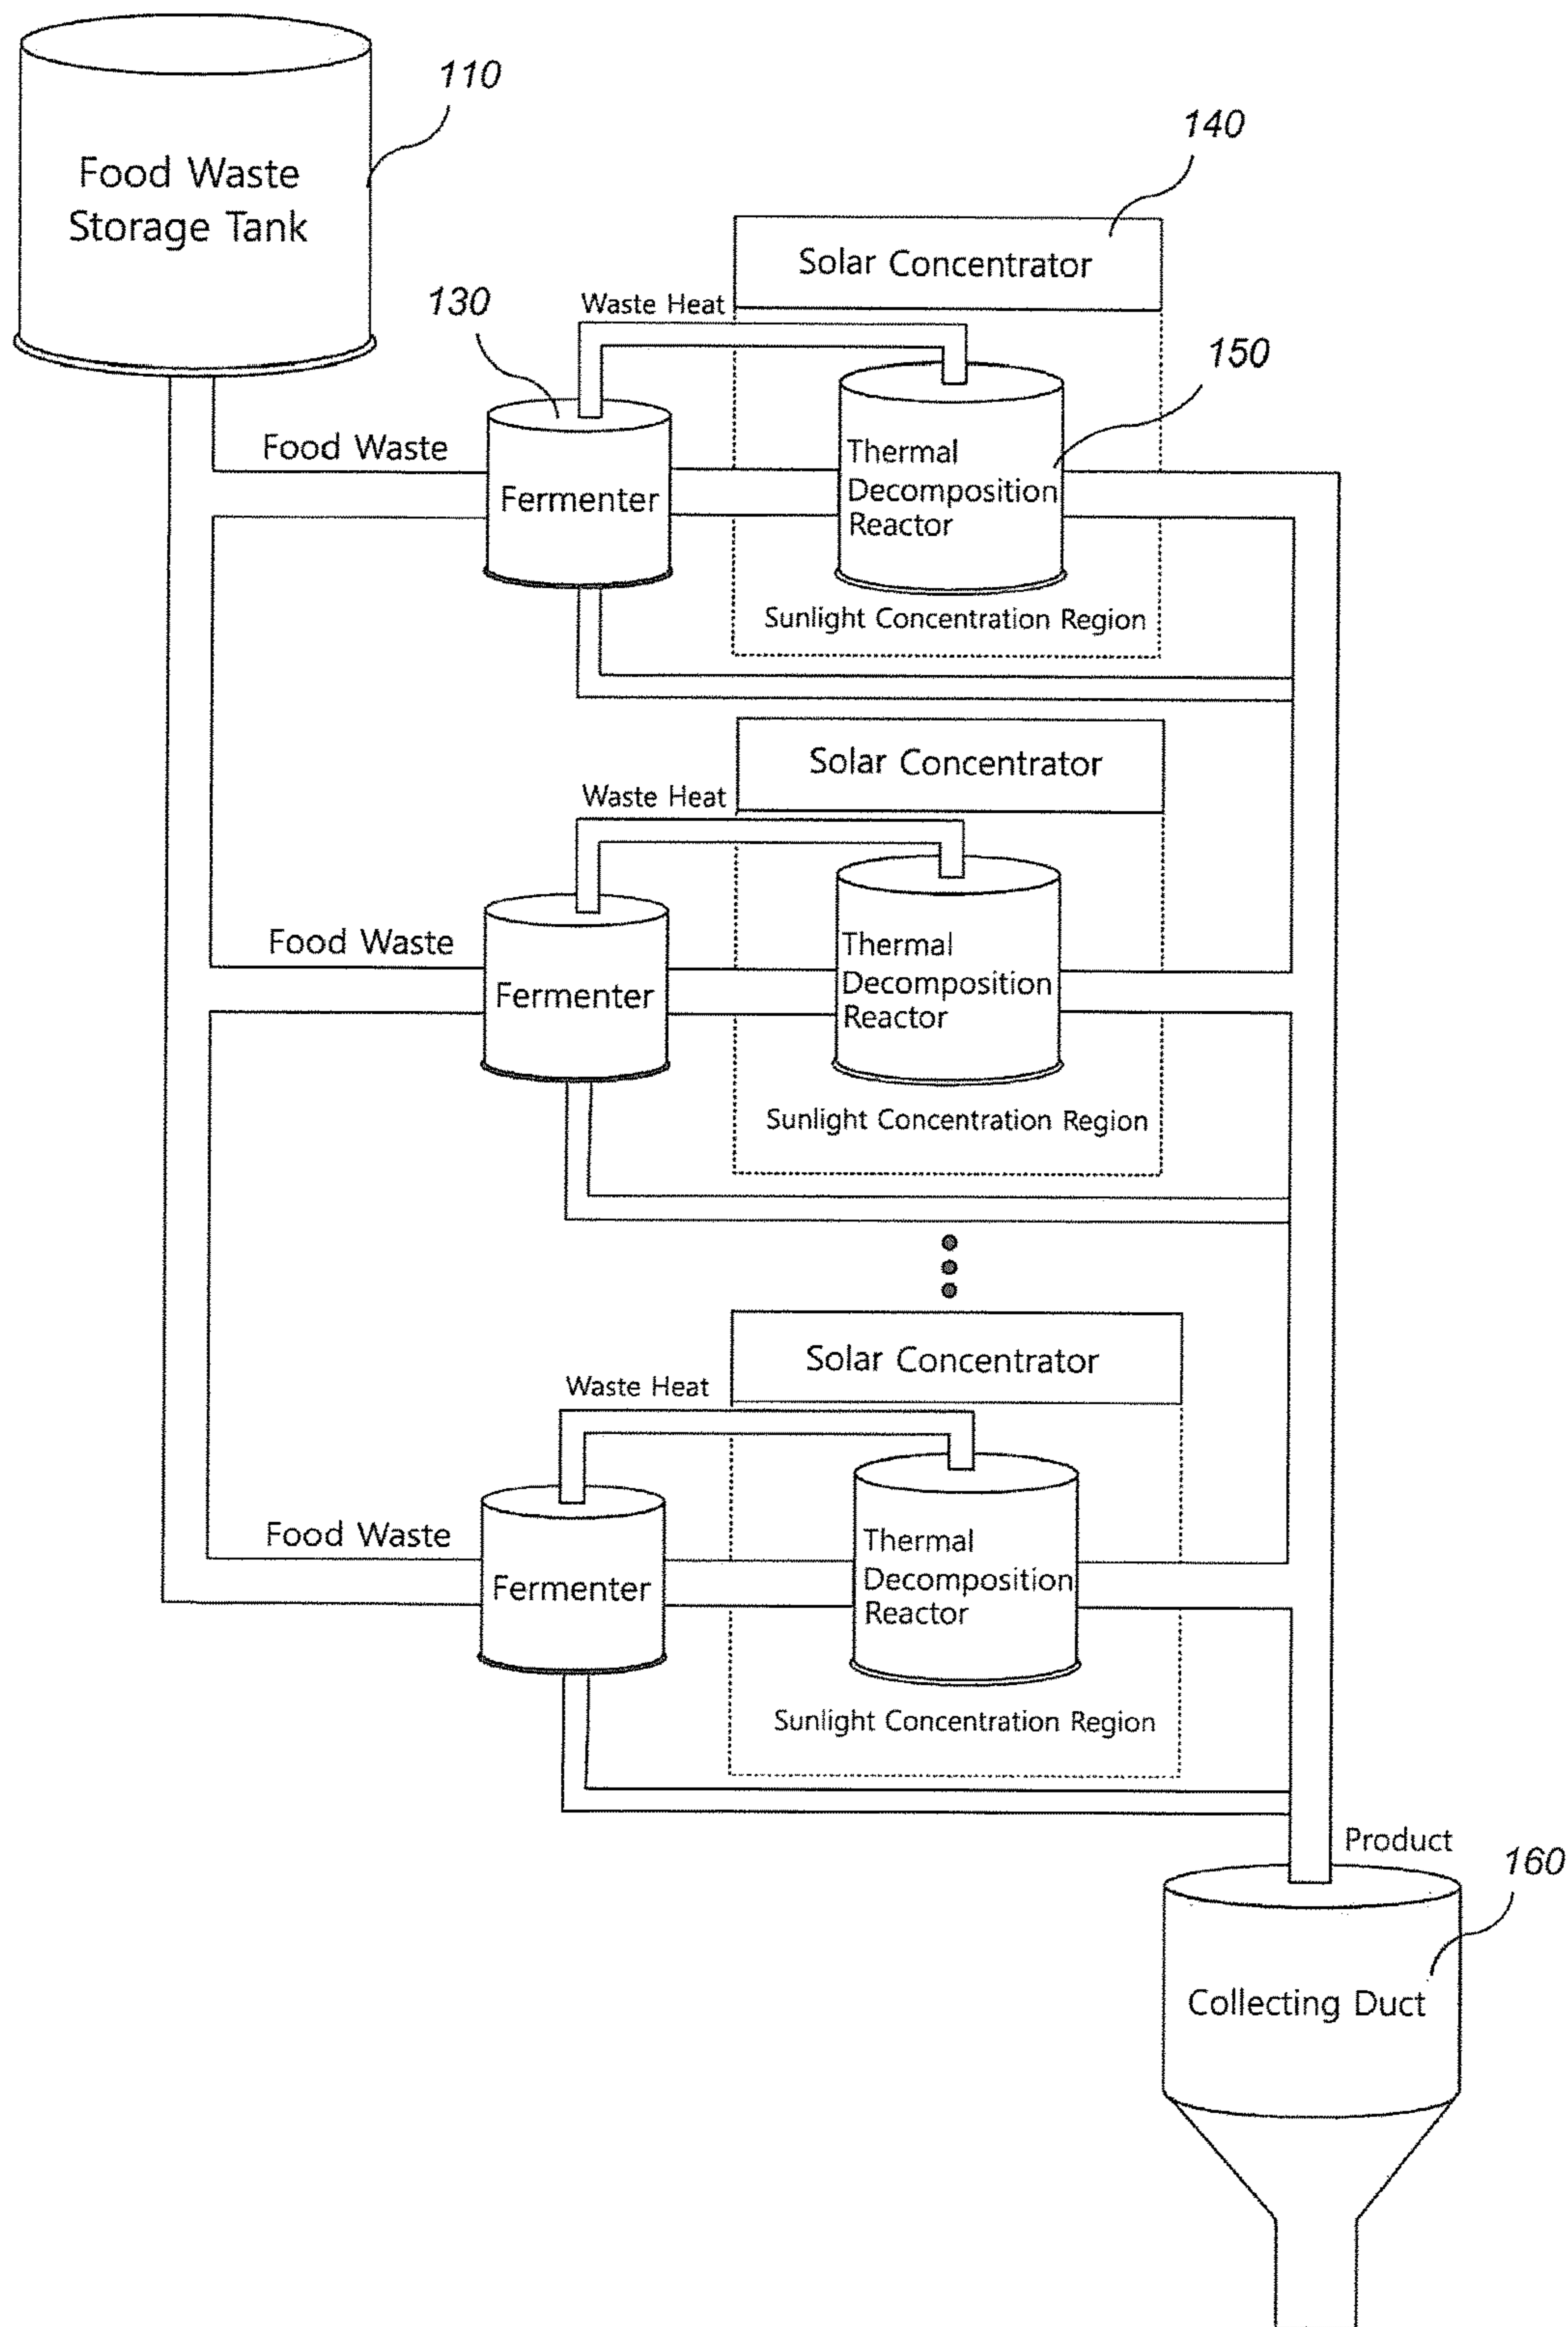 110
Food Waste
Storage Tank
140
Solar Concentrator
Waste Heat
130
150
Food Waste
Fermenter
Thermal
Decomposition
Reactor
Sunlight Concentration Region
Solar Concentrator
Waste Heat
Food Waste
Fermenter
Thermal
Decomposition
Reactor
Sunlight Concentration Region
Solar Concentrator
Waste Heat
Food Waste
Fermenter
Thermal
Decomposition
Reactor
Sunlight Concentration Region
Product
160
Collecting Duct